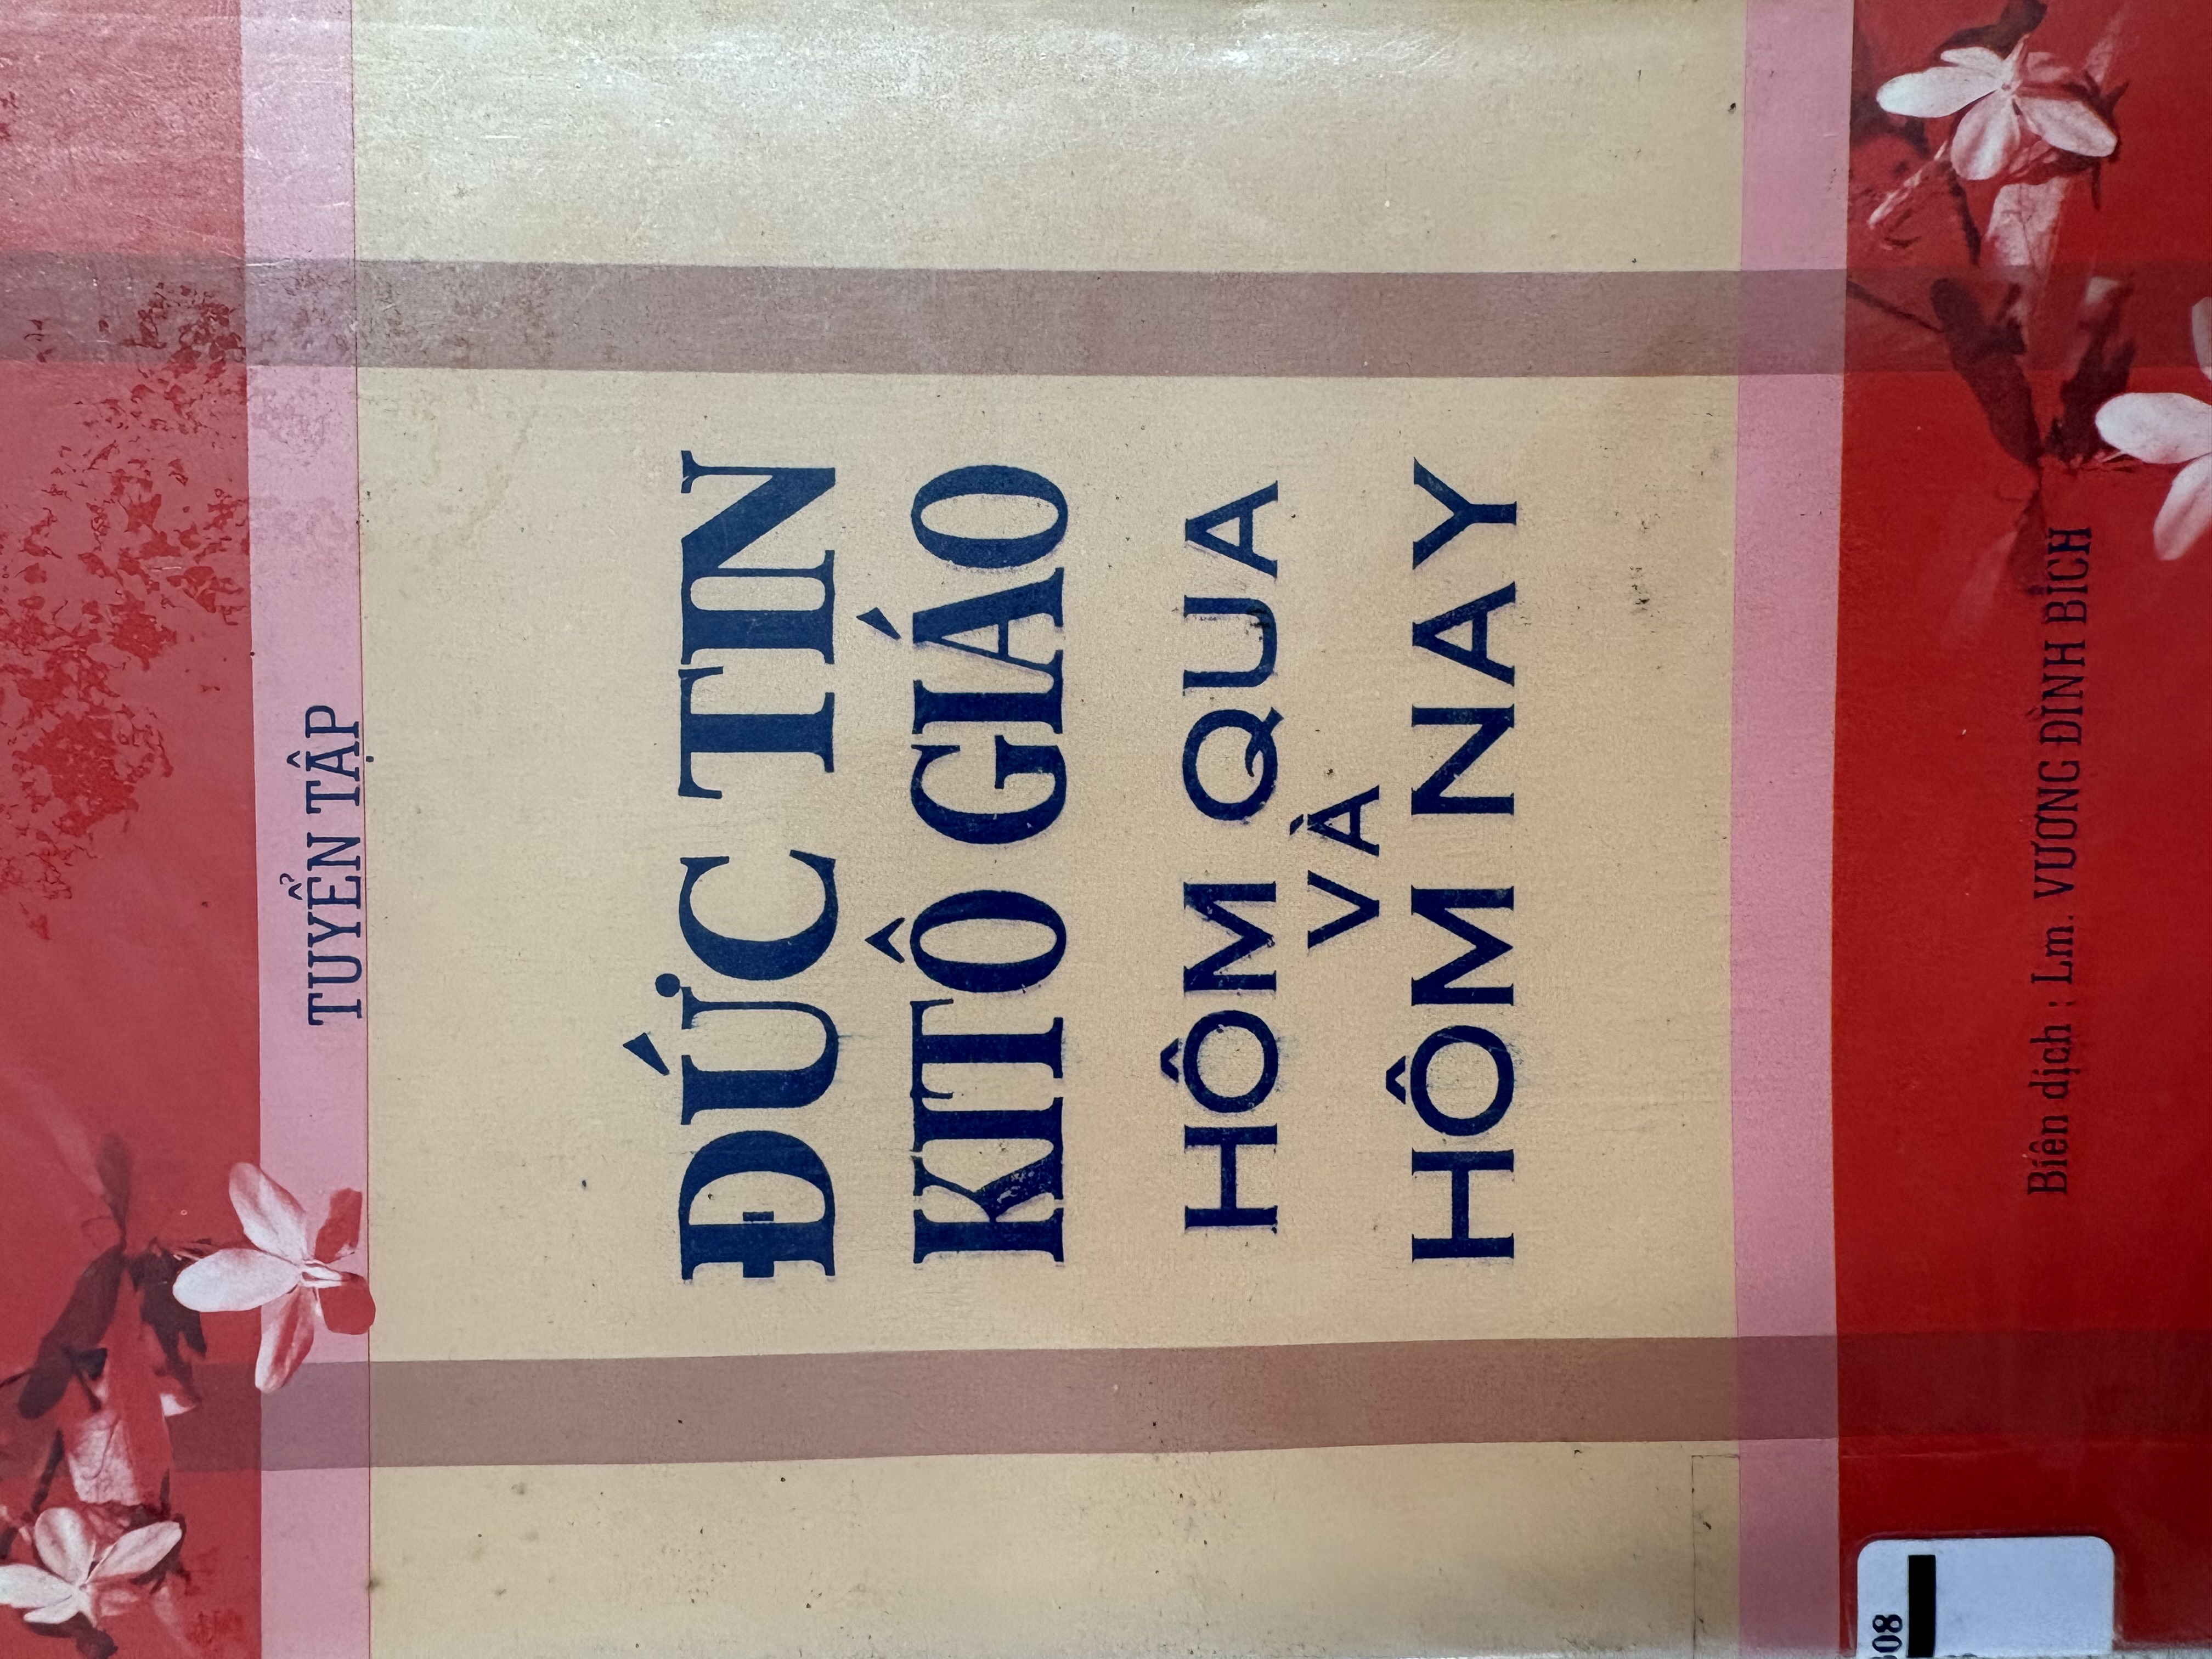 TUYỂN TẬP
ĐỨC TIN
KITÔ GIÁO
HÔM QUA
VÀ
HÔM NAY
Biên dịch : Lm. VƯƠNG ĐÌNH BÍCH